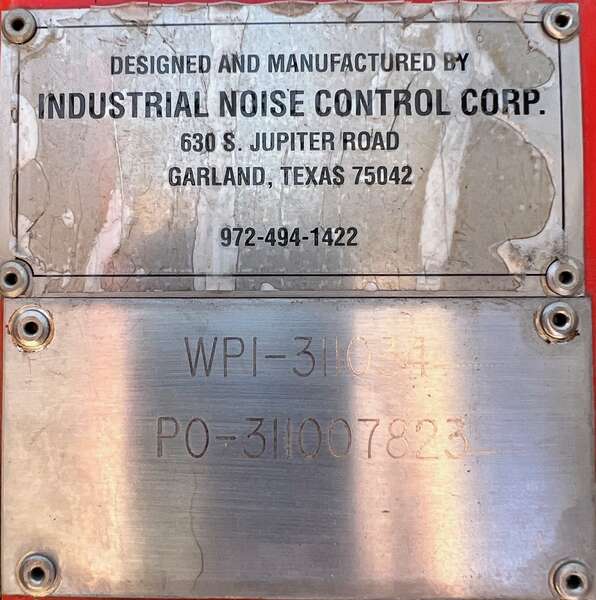 DESIGNED AND MANUFACTURED BY
INDUSTRIAL NOISE CONTROL CORP.
630 S. JUPITER ROAD
GARLAND, TEXAS 75042
972-494-1422
WPI-311034
PO-311007823